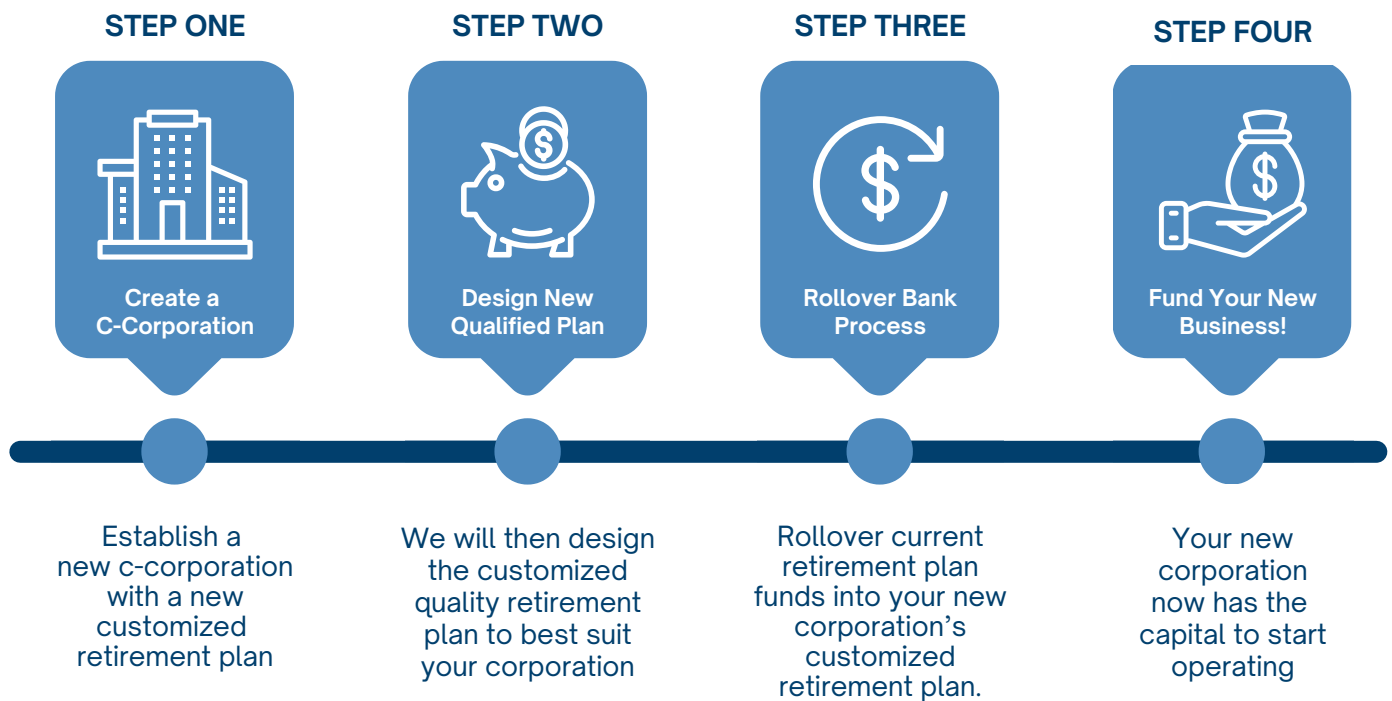 STEP ONE
Create a
C-Corporation
Establish a
new c-corporation
with a new
customized
retirement plan
STEP TWO
$
Design New
Qualified Plan
We will then design
the customized
quality retirement
plan to best suit
your corporation
STEP THREE
$
Rollover Bank
Process
Rollover current
retirement plan
funds into your new
corporation’s
customized
retirement plan.
STEP FOUR
$
Fund Your New
Business!
Your new
corporation
now has the
capital to start
operating